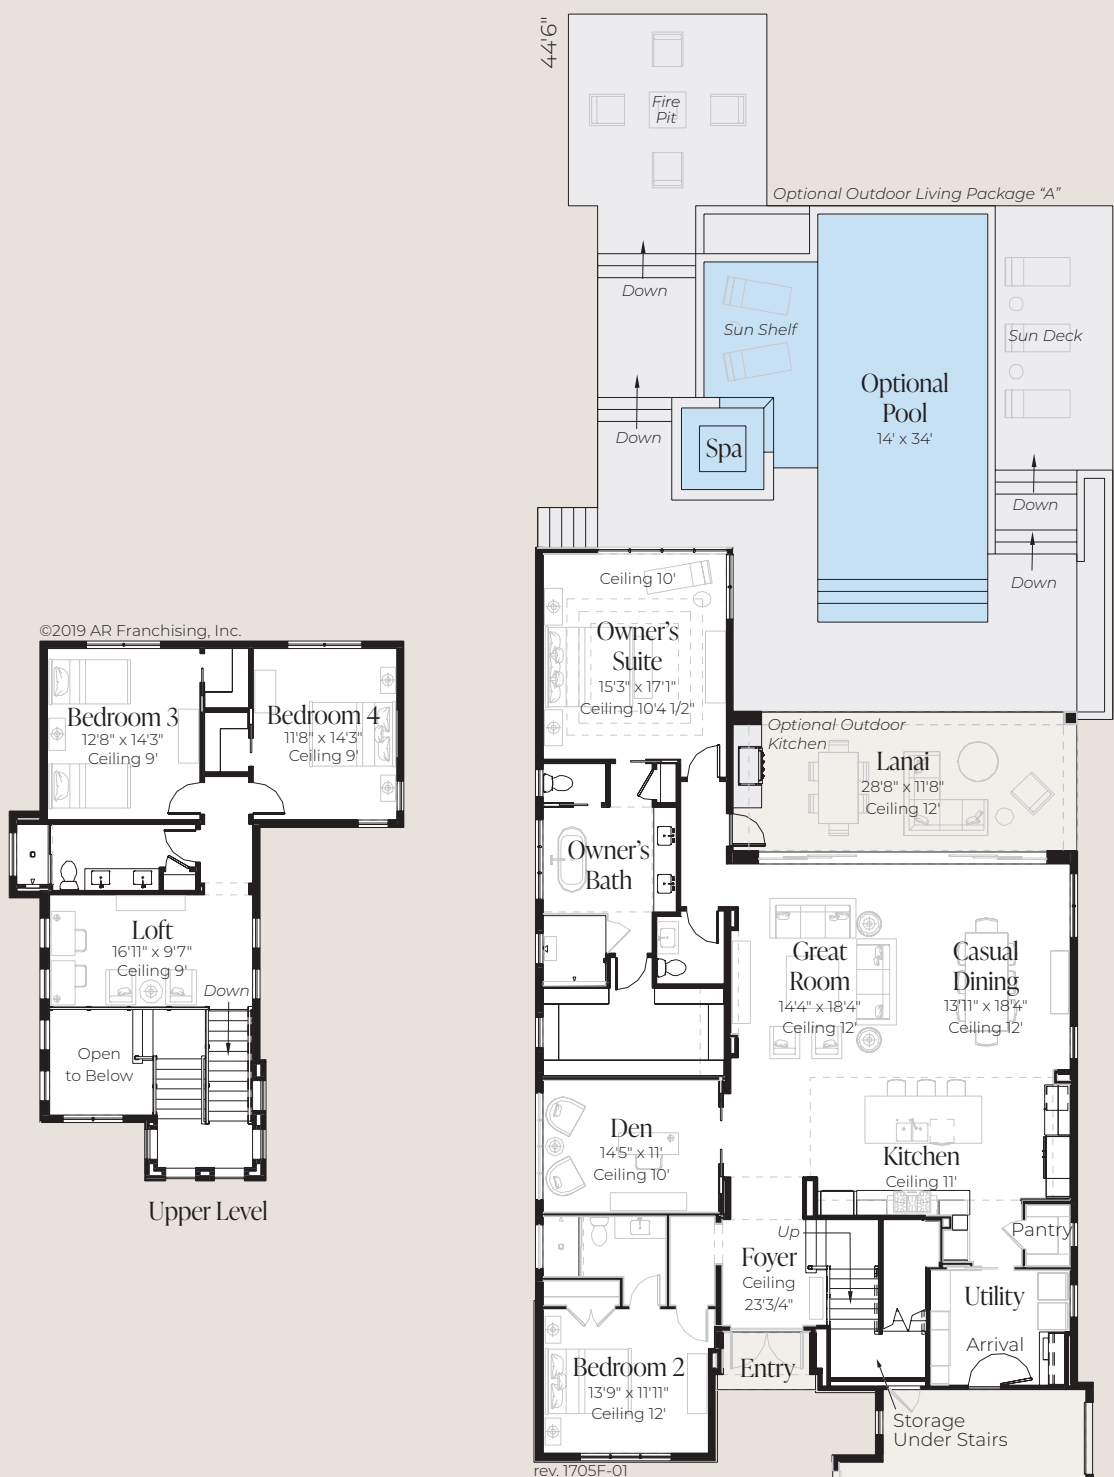 44'6"
Fire
Pit
Optional Outdoor Living Package “A”
Down
Sun Shelf
Sun Deck
Optional
Pool
14' x 34'
Down
Spa
Down
Down
Ceiling 10'
Owner's
Suite
15'3" x 17'1"
Ceiling 10'4 1/2"
Optional Outdoor
Kitchen
Lanai
28'8" x 11'8"
Ceiling 12'
Owner's
Bath
Great
Room
14'4" x 18'4"
Ceiling 12'
Casual
Dining
13'11" x 18'4"
Ceiling 12'
Den
14'5" x 11'
Ceiling 10'
Kitchen
Ceiling 11'
Pantry
Up
Foyer
Ceiling
23'3/4"
Utility
Arrival
Entry
Bedroom 2
13'9" x 11'11"
Ceiling 12'
Storage
Under Stairs
rev. 1705F-01
©2019 AR Franchising, Inc.
Bedroom 3
12'8" x 14'3"
Ceiling 9'
Bedroom 4
11'8" x 14'3"
Ceiling 9'
Loft
16'11" x 9'7"
Ceiling 9'
Down
Open
to Below
Upper Level